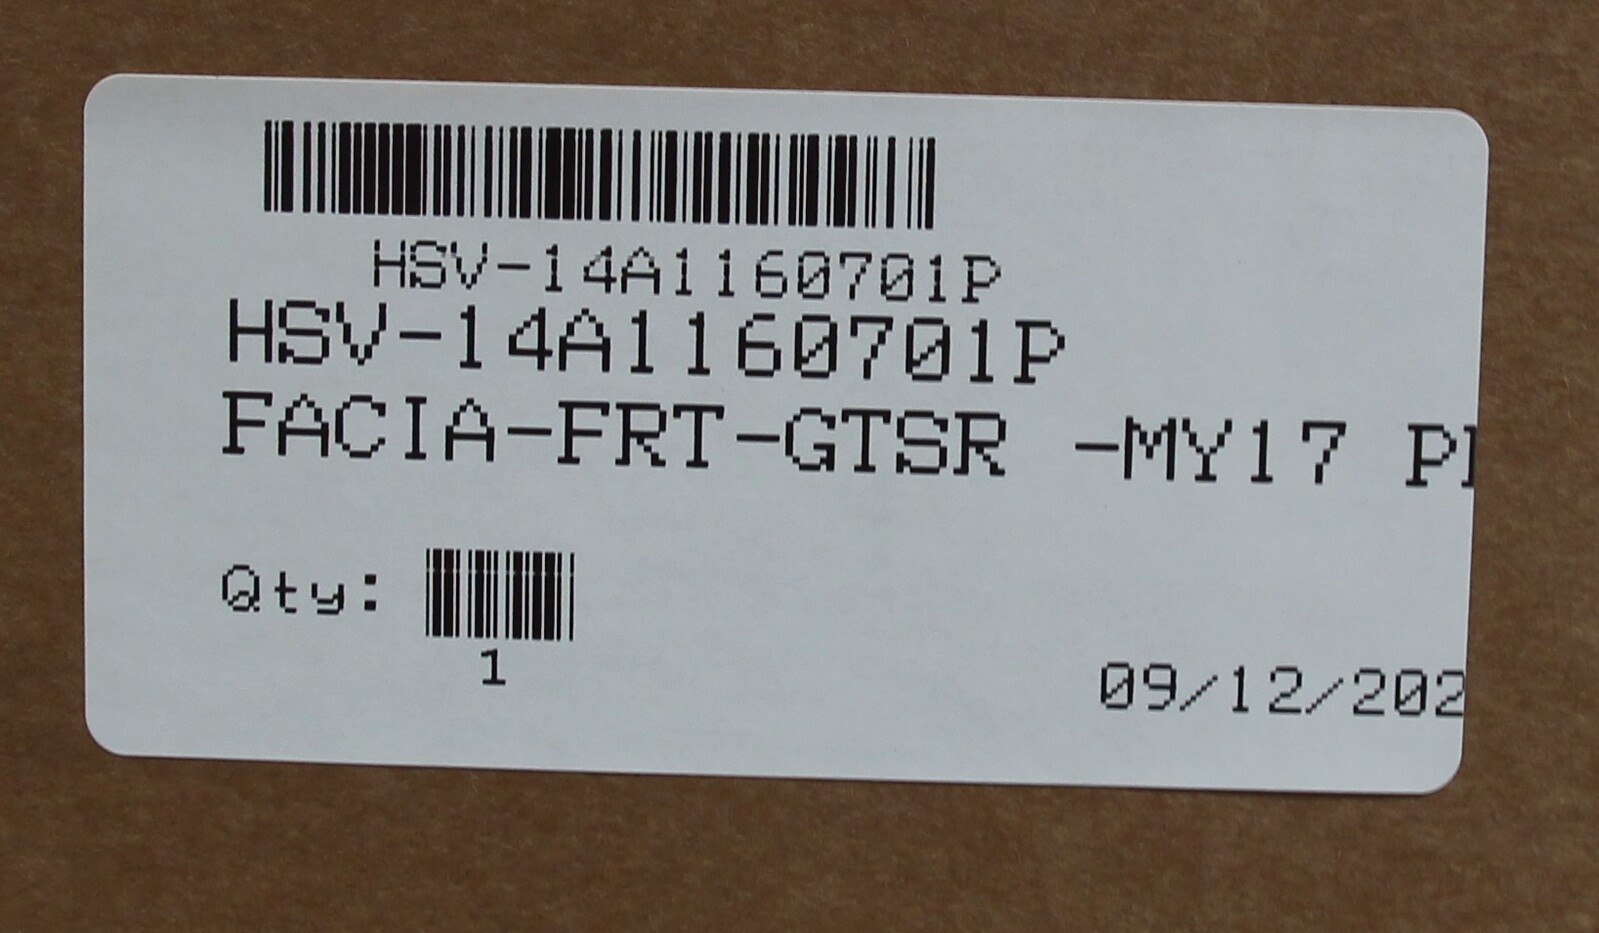 HSV-14A1160701P
HSV-14A1160701P
FACIA-FRT-GTSR -MY17
Qty:
1
09/12/202